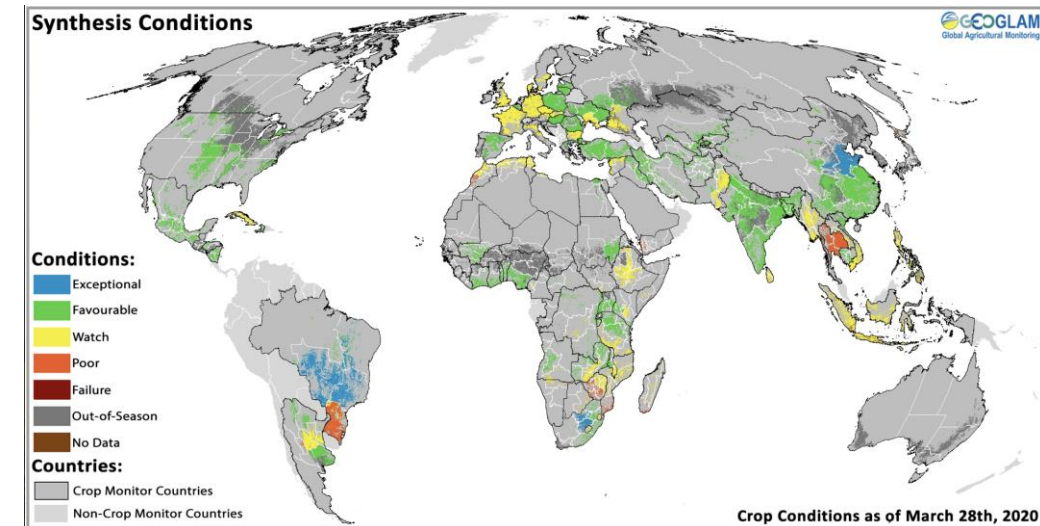 Synthesis Conditions
GEOGLAM
Global Agricultural Monitoring
Conditions:
Exceptional
Favourable
Watch
Poor
Failure
Out-of-Season
No Data
Countries:
Crop Monitor Countries
Non-Crop Monitor Countries
Crop Conditions as of March 28th, 2020